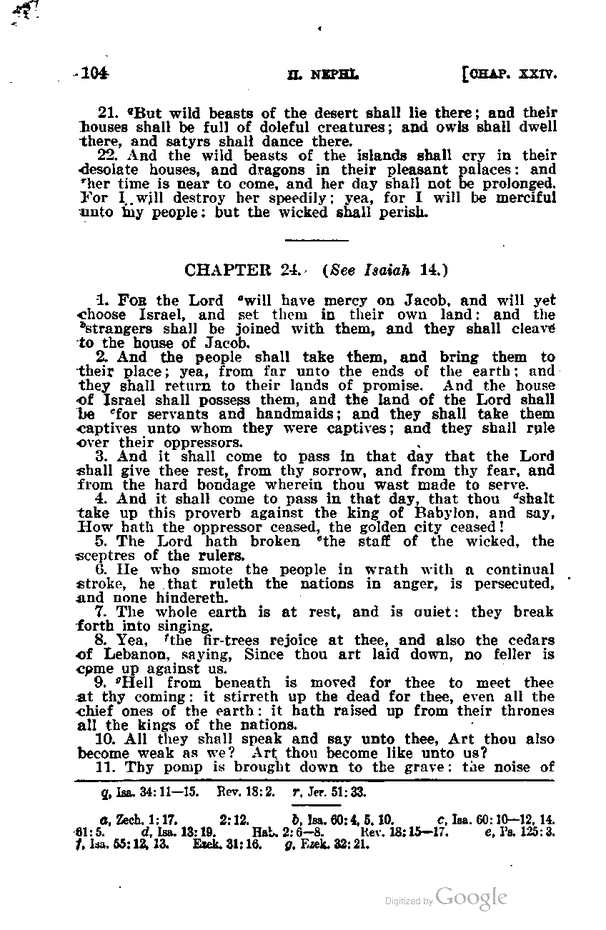 104 II. NEPHI. [CHAP. XXIV.
21. qBut wild beasts of the desert shall lie there; and their
houses shall be full of doleful creatures; and owls shall dwell
there, and satyrs shall dance there.
22. And the wild beasts of the islands shall cry in their
desolate houses, and dragons in their pleasant palaces: and
rher time is near to come, and her day shall not be prolonged.
For I will destroy her speedily; yea, for I will be merciful
unto my people: but the wicked shall perish.
CHAPTER 24. (See Isaiah 14.)
1. FOR the Lord awill have mercy on Jacob, and will yet
choose Israel, and set them in their own land: and the
bstrangers shall be joined with them, and they shall cleave
to the house of Jacob.
2. And the people shall take them, and bring them to
their place; yea, from far unto the ends of the earth; and
they shall return to their lands of promise. And the house
of Israel shall possess them, and the land of the Lord shall
be cfor servants and handmaids; and they shall take them
captives unto whom they were captives; and they shall rule
over their oppressors.
3. And it shall come to pass in that day that the Lord
shall give thee rest, from thy sorrow, and from thy fear, and
from the hard bondage wherein thou wast made to serve.
4. And it shall come to pass in that day, that thou dshalt
take up this proverb against the king of Babylon, and say,
How hath the oppressor ceased, the golden city ceased!
5. The Lord hath broken ethe staff of the wicked, the
sceptres of the rulers.
6. He who smote the people in wrath with a continual
stroke, he that ruleth the nations in anger, is persecuted,
and none hindereth.
7. The whole earth is at rest, and is quiet: they break
forth into singing.
8. Yea, fthe fir-trees rejoice at thee, and also the cedars
of Lebanon, saying, Since thou art laid down, no feller is
come up against us.
9. gHell from beneath is moved for thee to meet thee
at thy coming: it stirreth up the dead for thee, even all the
chief ones of the earth: it hath raised up from their thrones
all the kings of the nations.
10. All they shall speak and say unto thee, Art thou also
become weak as we? Art thou become like unto us?
11. Thy pomp is brought down to the grave: the noise of
q, Isa. 34:11—15. Rev. 18:2. r, Jer. 51:33.
a, Zech. 1:17. 2:12. b, Isa. 60:4, 5, 10. c, Isa. 60:10—12, 14.
61:5. d, Isa. 13:19. Hab. 2:6—8. Rev. 18:15—17. e, Ps. 125:3.
f, Isa. 55:12, 13. Ezek. 31:16. g, Ezek. 32:21.
Digitized by Google